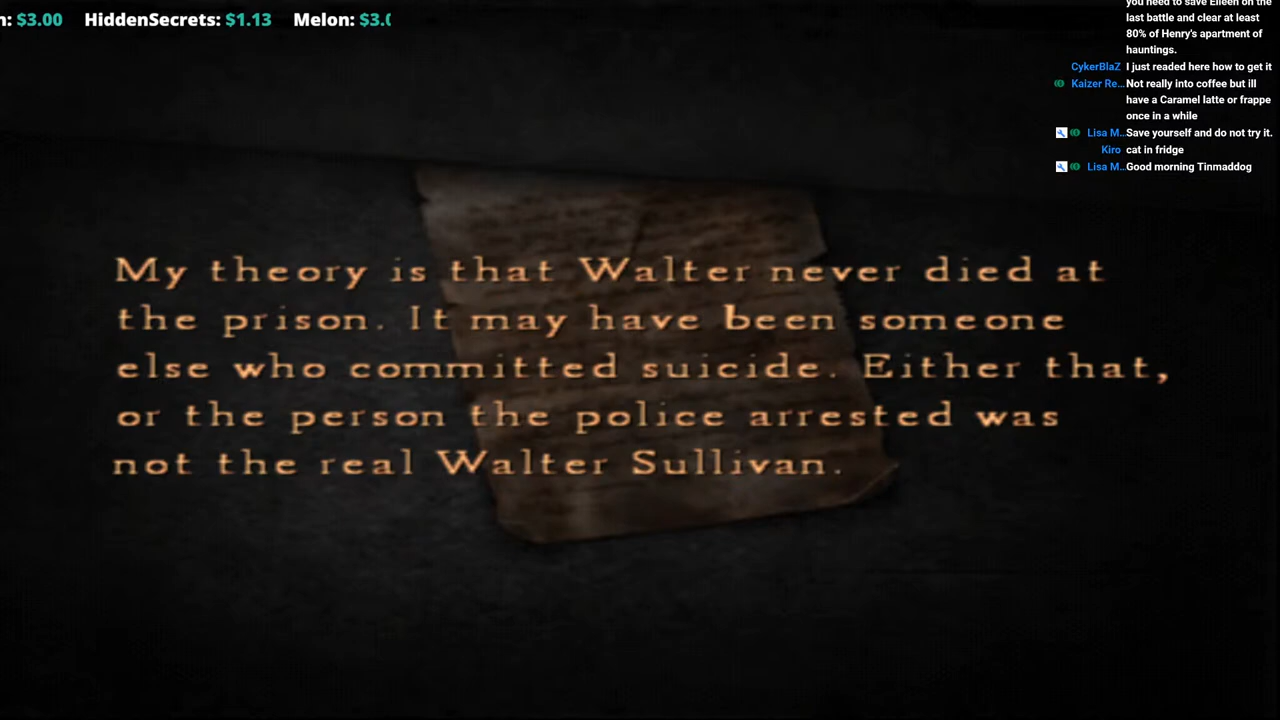 n: $3.00 HiddenSecrets: $1.13 Melon: $3.0
you need to save Eileen on the
last battle and clear at least
80% of Henry's apartment of
hauntings.
CykerBlaZ I just readed here how to get it
Kaizer Re... Not really into coffee but ill
have a Caramel latte or frappe
once in a while
Lisa M... Save yourself and do not try it.
Kiro cat in fridge
Lisa M... Good morning Tinmaddog
My theory is that Walter never died at
the prison. It may have been someone
else who committed suicide. Either that,
or the person the police arrested was
not the real Walter Sullivan.